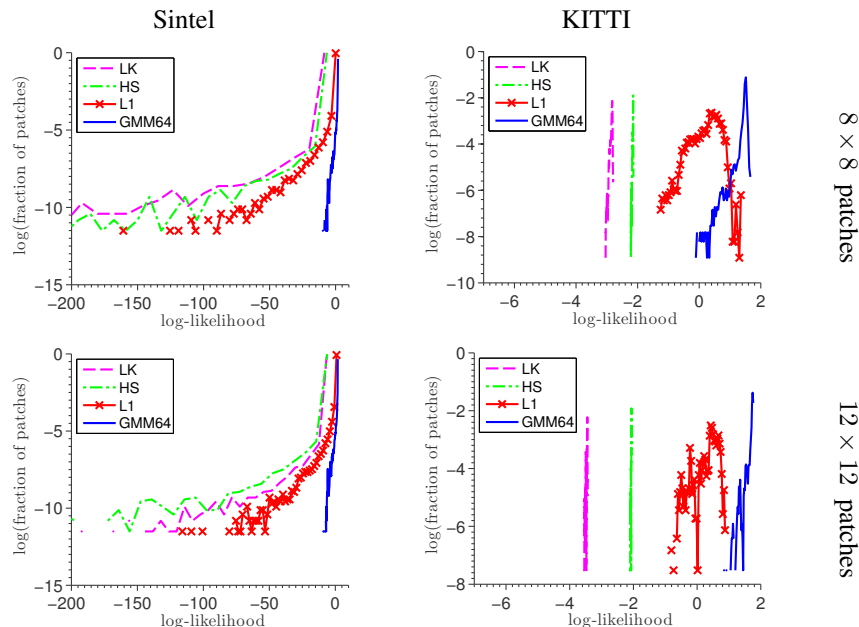 Sintel
KITTI
0
−5
−10
−15
log(fraction of patches)
LK
HS
L1
GMM64
−200 −150 −100 −50 0
log-likelihood
0
−2
−4
−6
−8
−10
log(fraction of patches)
LK
HS
L1
GMM64
−6 −4 −2 0 2
log-likelihood
8 × 8 patches
0
−5
−10
−15
log(fraction of patches)
LK
HS
L1
GMM64
−200 −150 −100 −50 0
log-likelihood
0
−2
−4
−6
−8
log(fraction of patches)
LK
HS
L1
GMM64
−6 −4 −2 0 2
log-likelihood
12 × 12 patches